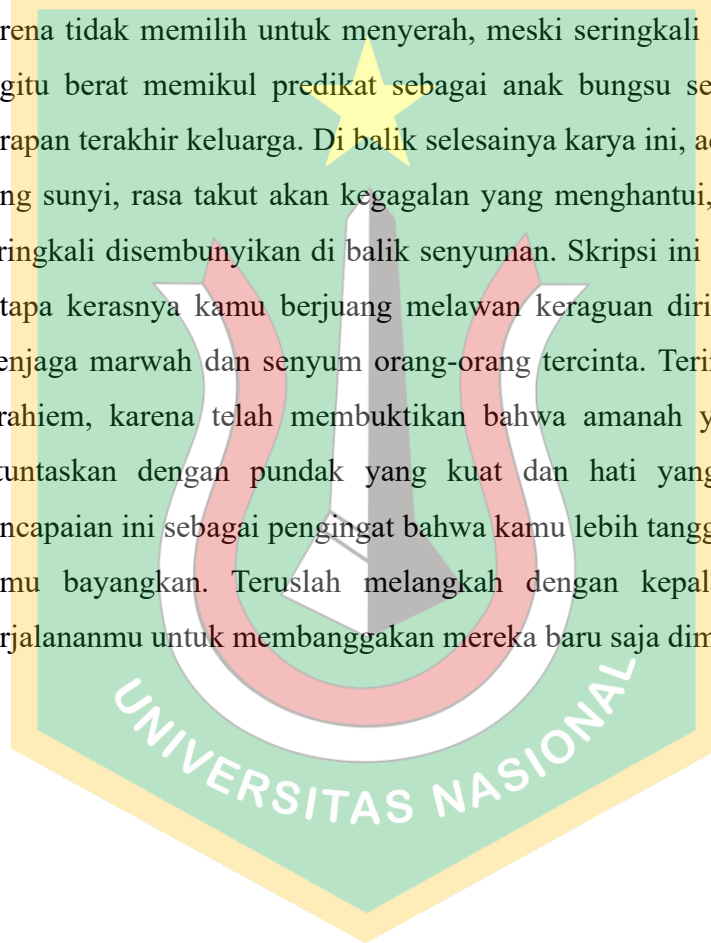 rena tidak memilih untuk menyerah, meski seringkali
gitu berat memikul predikat sebagai anak bungsu se
rapan terakhir keluarga. Di balik selesainya karya ini, a
ng sunyi, rasa takut akan kegagalan yang menghantui,
ringkali disembunyikan di balik senyuman. Skripsi ini
tapa kerasnya kamu berjuang melawan keraguan diri
enjaga marwah dan senyum orang-orang tercinta. Teri
rahiem, karena telah membuktikan bahwa amanah y
tuntaskan dengan pundak yang kuat dan hati yang
ncapaian ini sebagai pengingat bahwa kamu lebih tangg
mu bayangkan. Teruslah melangkah dengan kepal
rjalananmu untuk membanggakan mereka baru saja dim
UNIVERSITAS NASIONAL